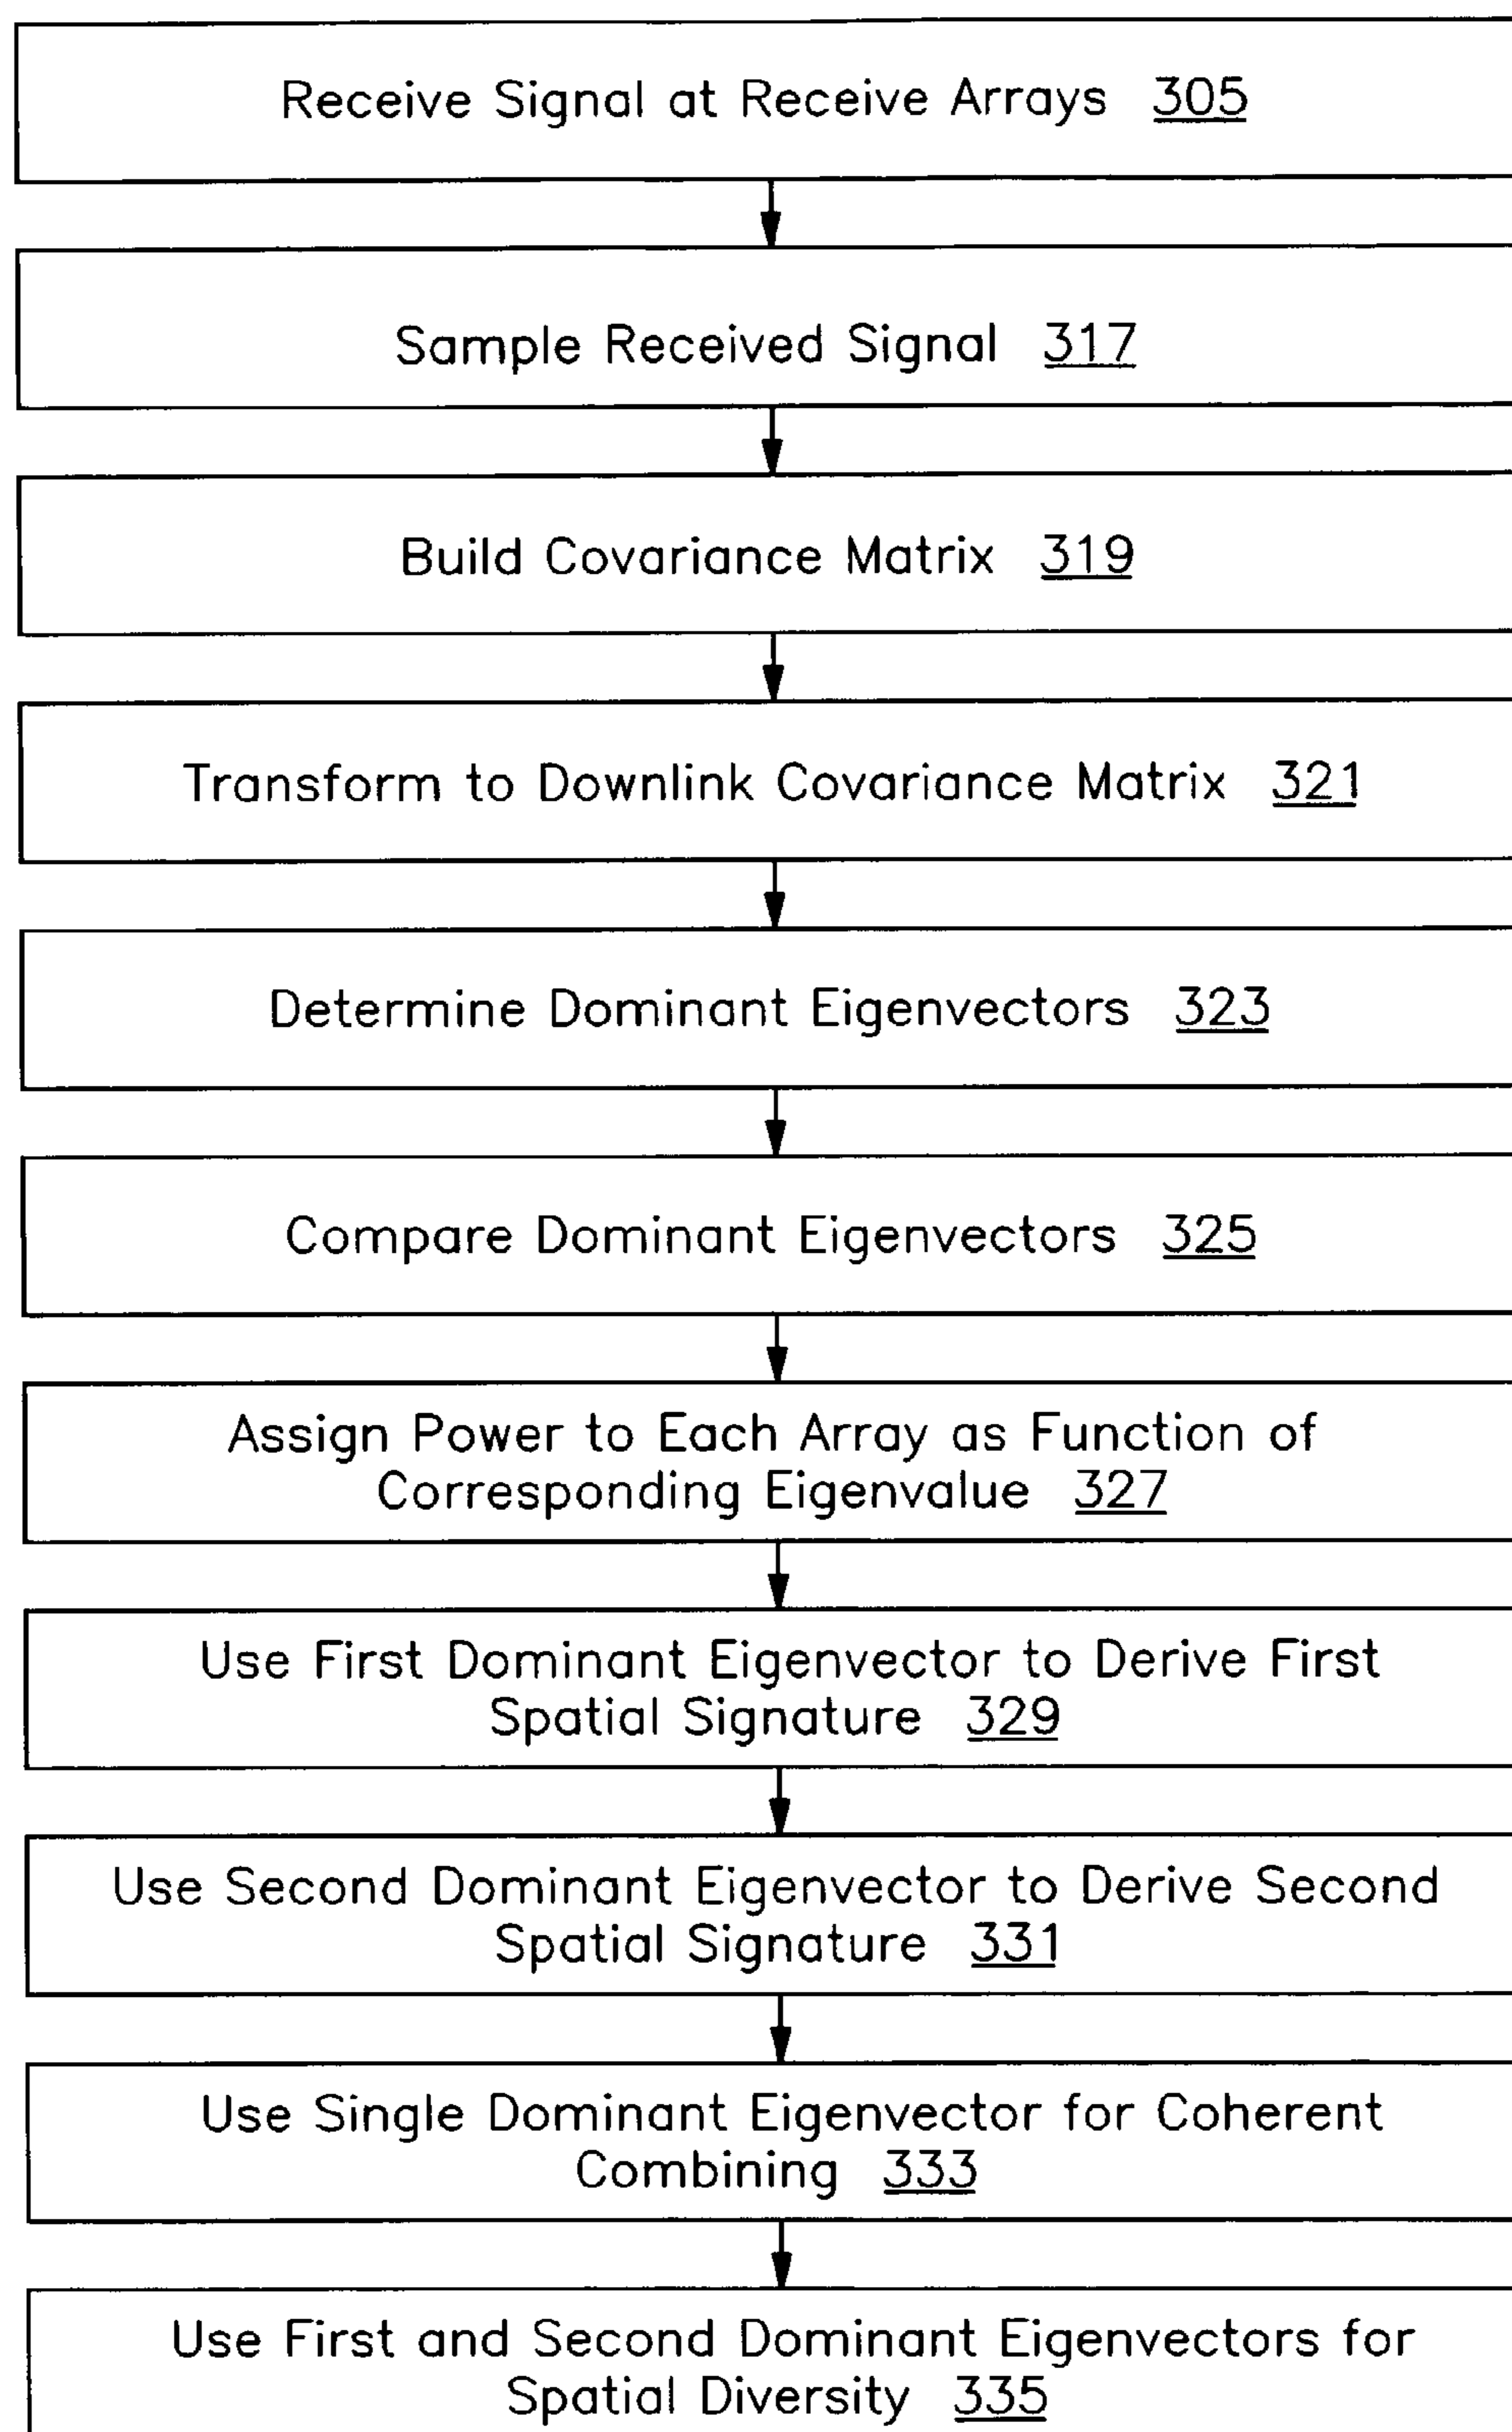 Receive Signal at Receive Arrays 305
Sample Received Signal 317
Build Covariance Matrix 319
Transform to Downlink Covariance Matrix 321
Determine Dominant Eigenvectors 323
Compare Dominant Eigenvectors 325
Assign Power to Each Array as Function of
Corresponding Eigenvalue 327
Use First Dominant Eigenvector to Derive First
Spatial Signature 329
Use Second Dominant Eigenvector to Derive Second
Spatial Signature 331
Use Single Dominant Eigenvector for Coherent
Combining 333
Use First and Second Dominant Eigenvectors for
Spatial Diversity 335